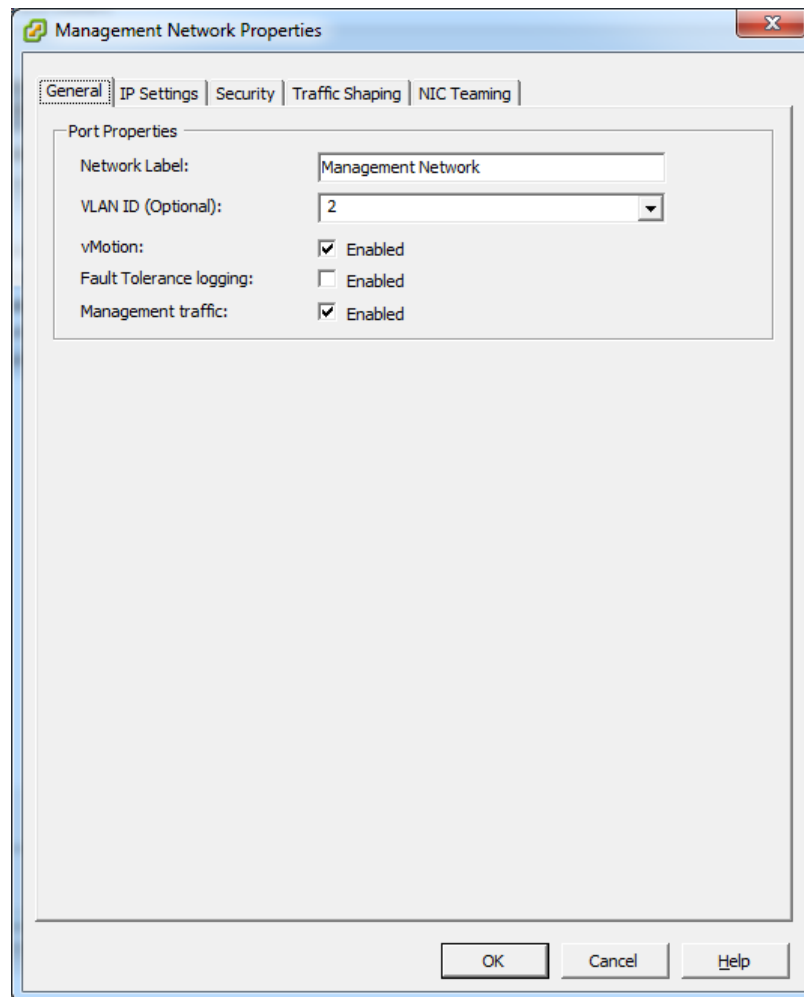 Management Network Properties
General IP Settings Security Traffic Shaping NIC Teaming
Port Properties
Network Label: Management Network
VLAN ID (Optional): 2
vMotion: Enabled
Fault Tolerance logging: Enabled
Management traffic: Enabled
OK Cancel Help